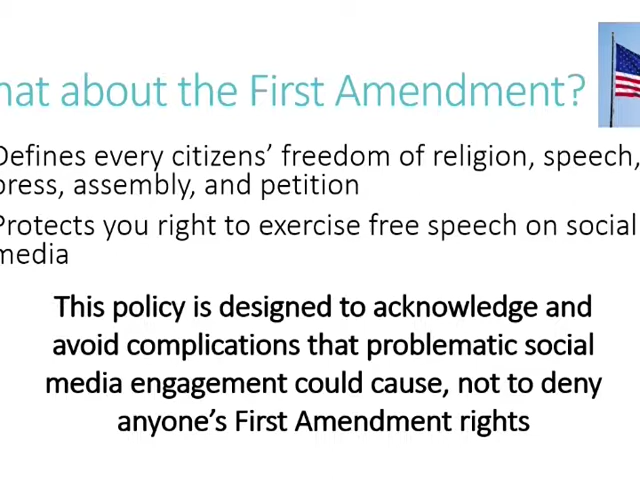 hat about the First Amendment?
Defines every citizens’ freedom of religion, speech,
press, assembly, and petition
Protects you right to exercise free speech on social
media
This policy is designed to acknowledge and
avoid complications that problematic social
media engagement could cause, not to deny
anyone’s First Amendment rights